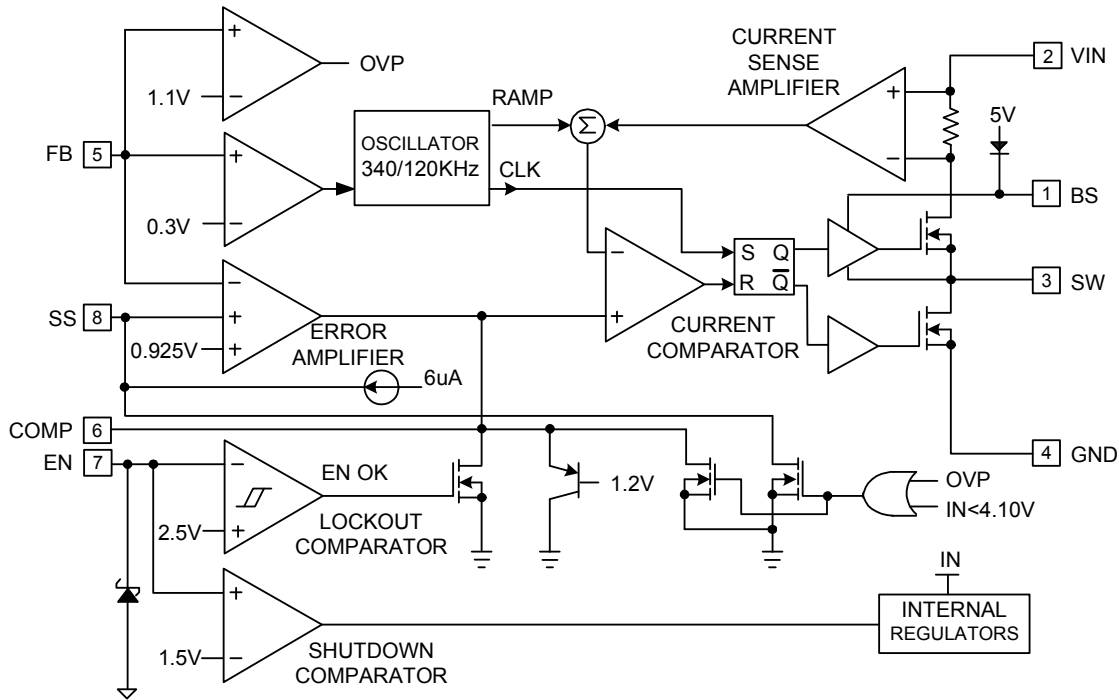 CURRENT
SENSE
AMPLIFIER
+
OVP
1.1V
−
2
VIN
RAMP
+
Σ
5V
FB
5
+
OSCILLATOR
340/120KHz
−
CLK
1
BS
0.3V
−
−
S
Q
R
Q̅
−
SS
8
+
3
SW
0.925V
+
+
ERROR
AMPLIFIER
CURRENT
COMPARATOR
6uA
COMP
6
EN
7
−
EN OK
4
GND
1.2V
OVP
IN<4.10V
2.5V
+
LOCKOUT
COMPARATOR
IN
+
INTERNAL
REGULATORS
1.5V
−
SHUTDOWN
COMPARATOR